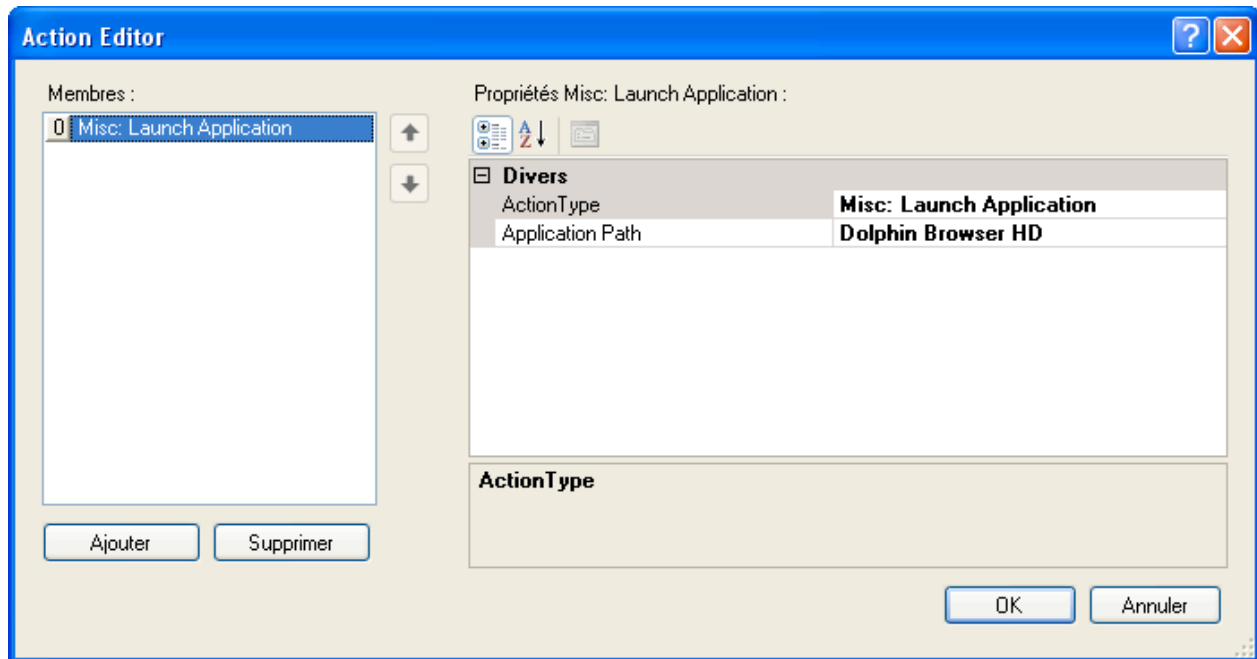 Action Editor
Membres :
0 Misc: Launch Application
Propriétés Misc: Launch Application :
A
Z
Divers
ActionType Misc: Launch Application
Application Path Dolphin Browser HD
ActionType
Ajouter Supprimer
OK Annuler